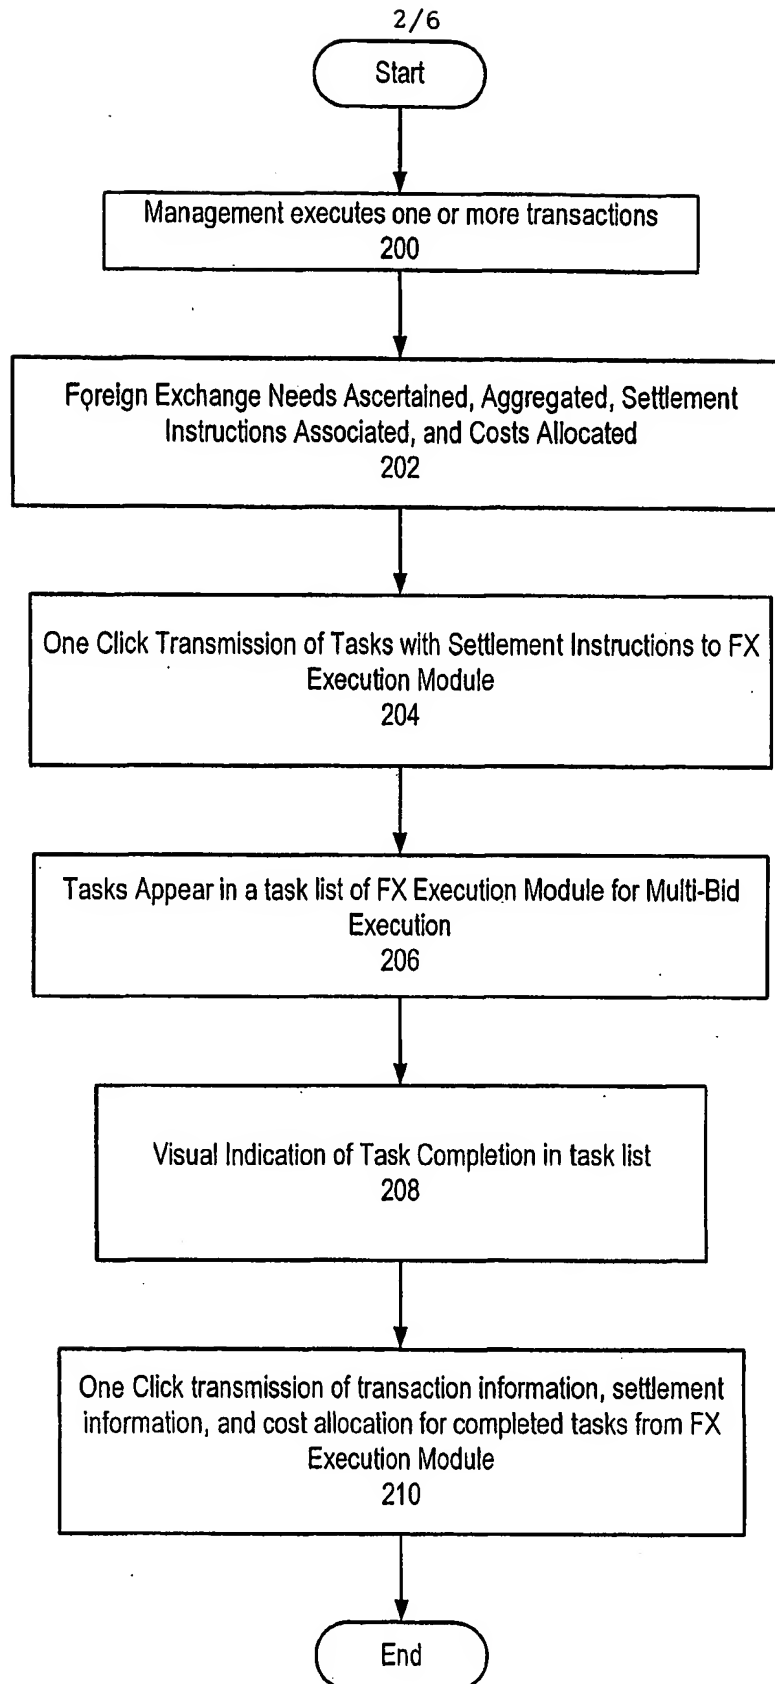 2/6
Start
Management executes one or more transactions
200
Foreign Exchange Needs Ascertained, Aggregated, Settlement
Instructions Associated, and Costs Allocated
202
One Click Transmission of Tasks with Settlement Instructions to FX
Execution Module
204
Tasks Appear in a task list of FX Execution Module for Multi-Bid
Execution
206
Visual Indication of Task Completion in task list
208
One Click transmission of transaction information, settlement
information, and cost allocation for completed tasks from FX
Execution Module
210
End